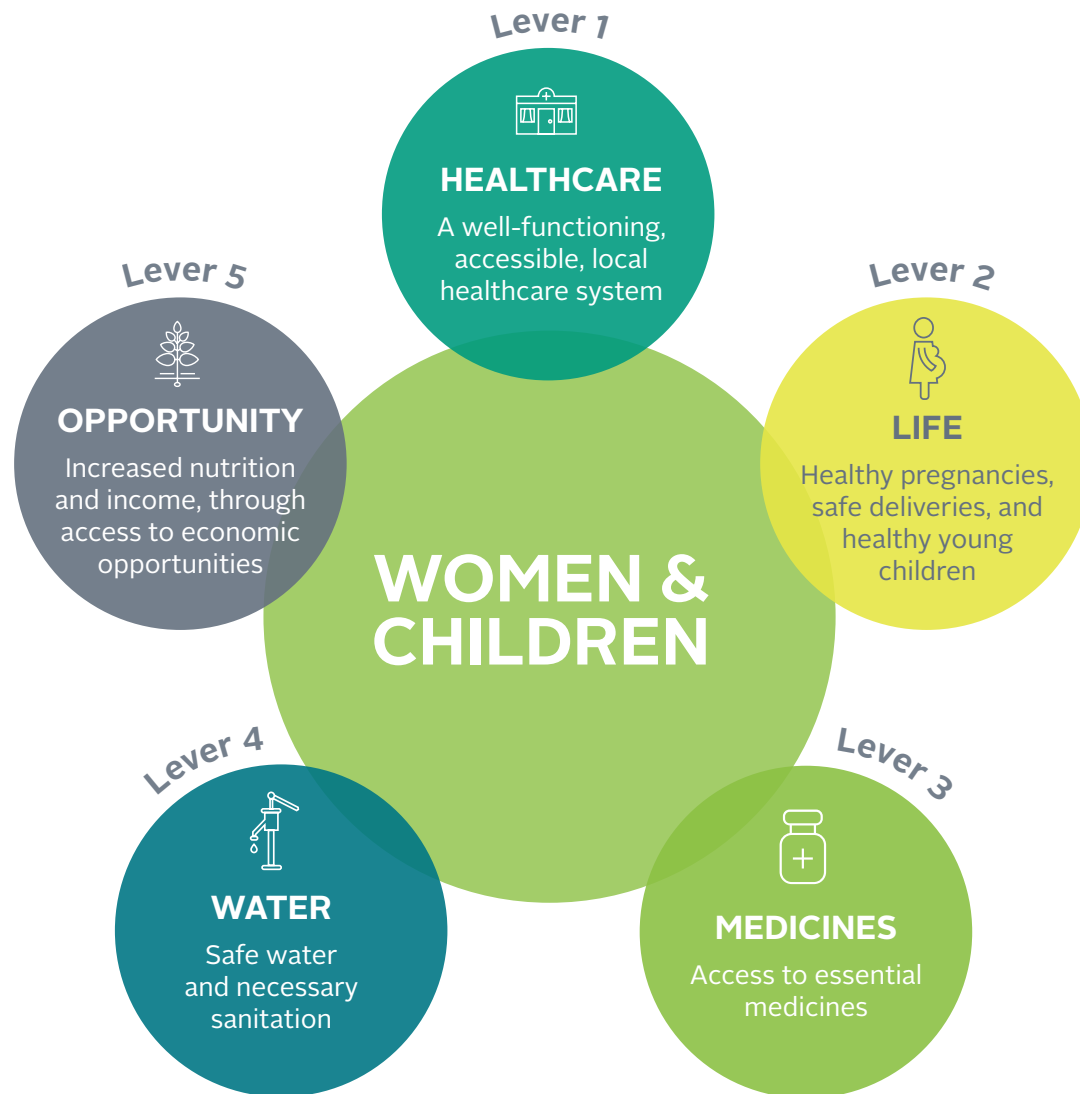 Lever 1
HEALTHCARE
A well-functioning,
accessible, local
healthcare system
Lever 2
LIFE
Healthy pregnancies,
safe deliveries, and
healthy young
children
Lever 3
MEDICINES
Access to essential
medicines
Lever 4
WATER
Safe water
and necessary
sanitation
Lever 5
OPPORTUNITY
Increased nutrition
and income, through
access to economic
opportunities
WOMEN &
CHILDREN